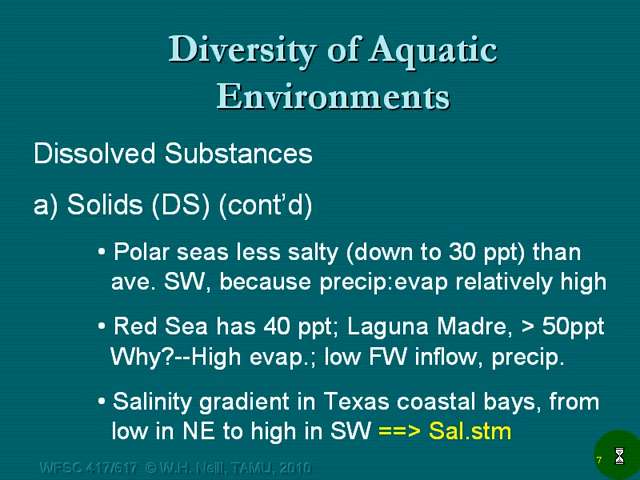 Diversity of Aquatic
Environments
Dissolved Substances
a) Solids (DS) (cont’d)
• Polar seas less salty (down to 30 ppt) than
ave. SW, because precip:evap relatively high
• Red Sea has 40 ppt; Laguna Madre, > 50ppt
Why?--High evap.; low FW inflow, precip.
• Salinity gradient in Texas coastal bays, from
low in NE to high in SW ==> Sal.stm
WFSC 417/617 © W.H. Neill, TAMU, 2010
7